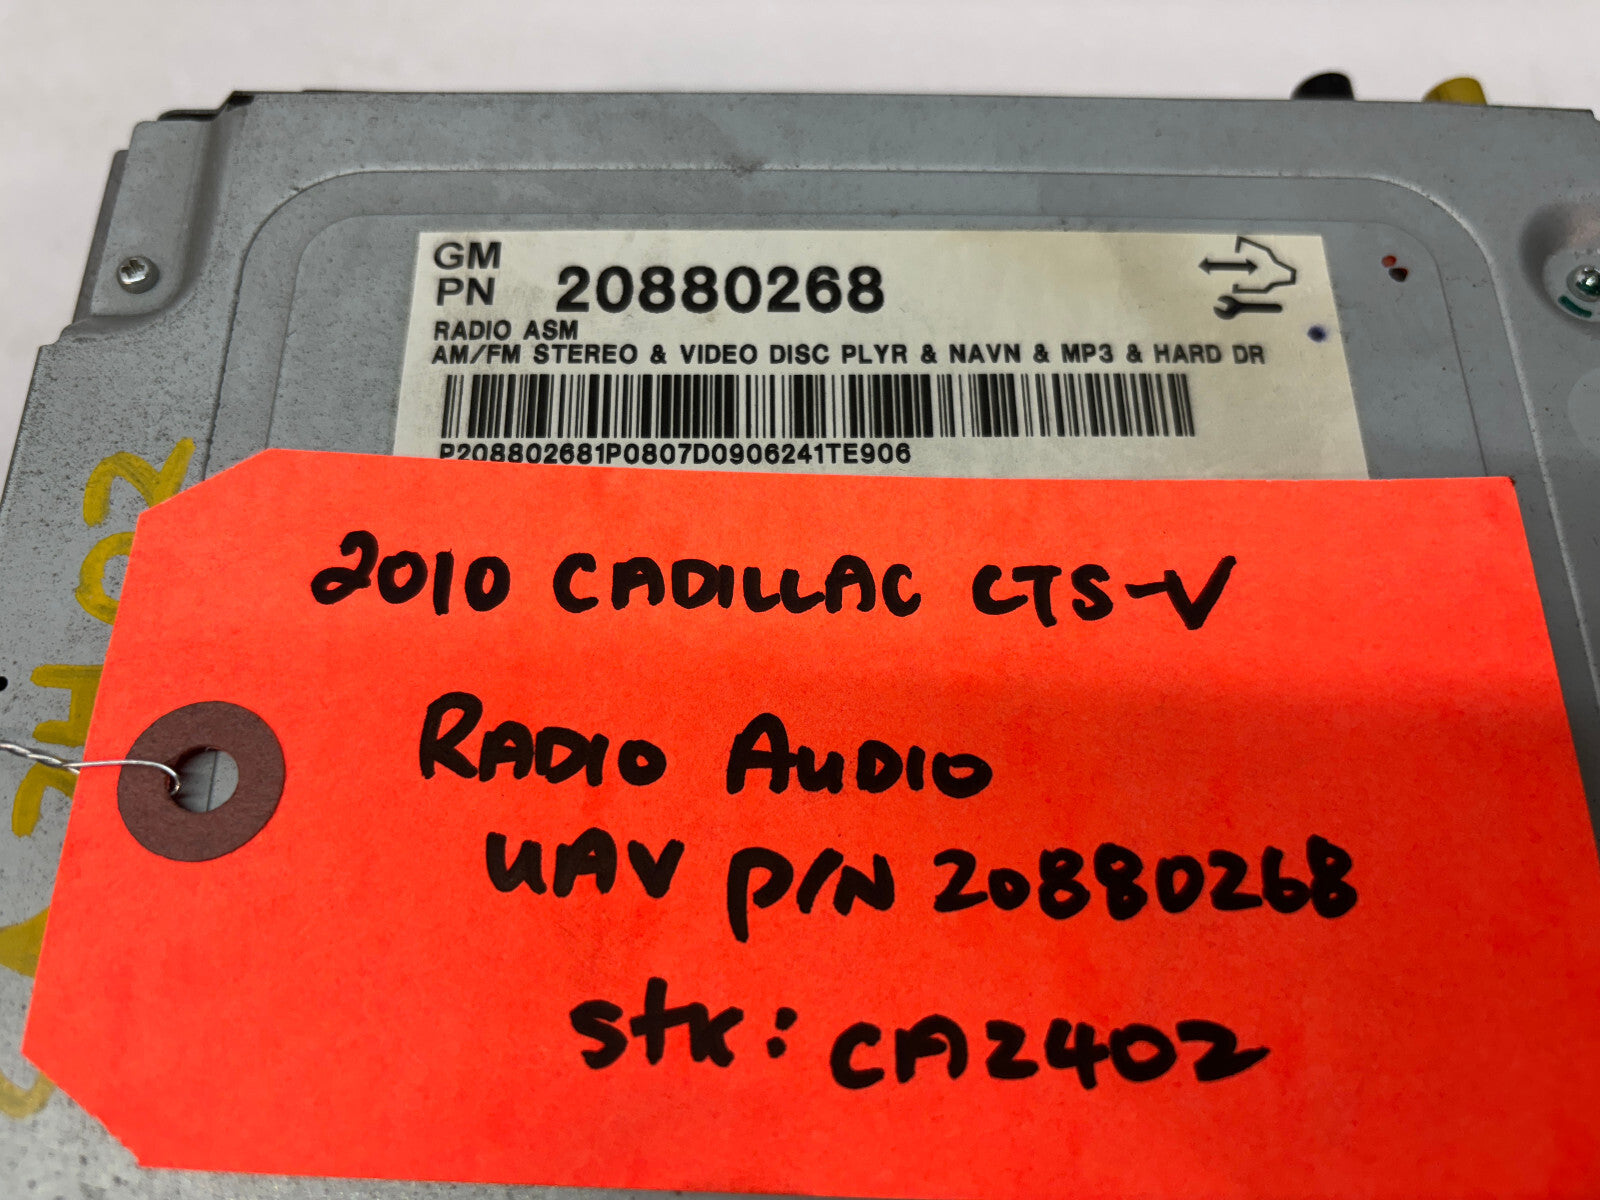 GM
PN 20880268
RADIO ASM
AM/FM STEREO & VIDEO DISC PLYR & NAVN & MP3 & HARD DR
P208802681P0807D0906241TE906
2010 CADILLAC CTS-V
RADIO AUDIO
UAV P/N 20880268
Stk: CA2402
2402